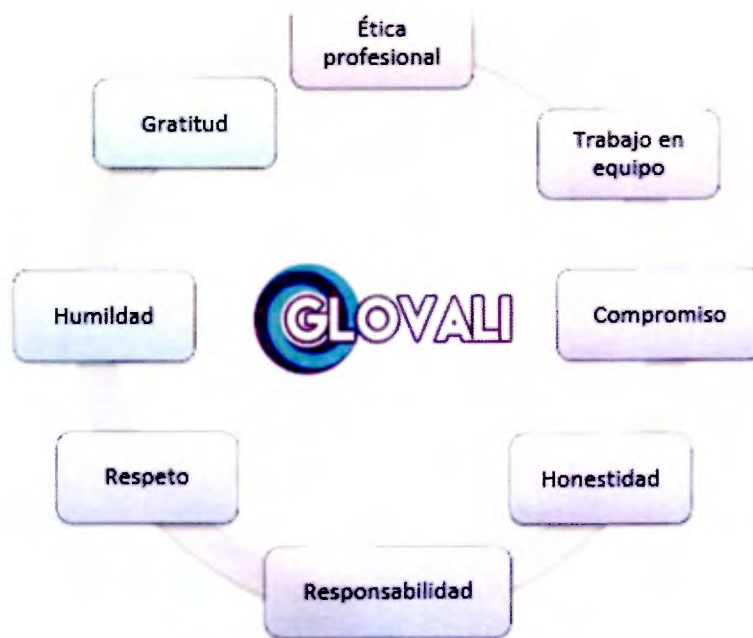 Ética
profesional
Trabajo en
equipo
Compromiso
Honestidad
Responsabilidad
Respeto
Humildad
Gratitud
GLOVALI